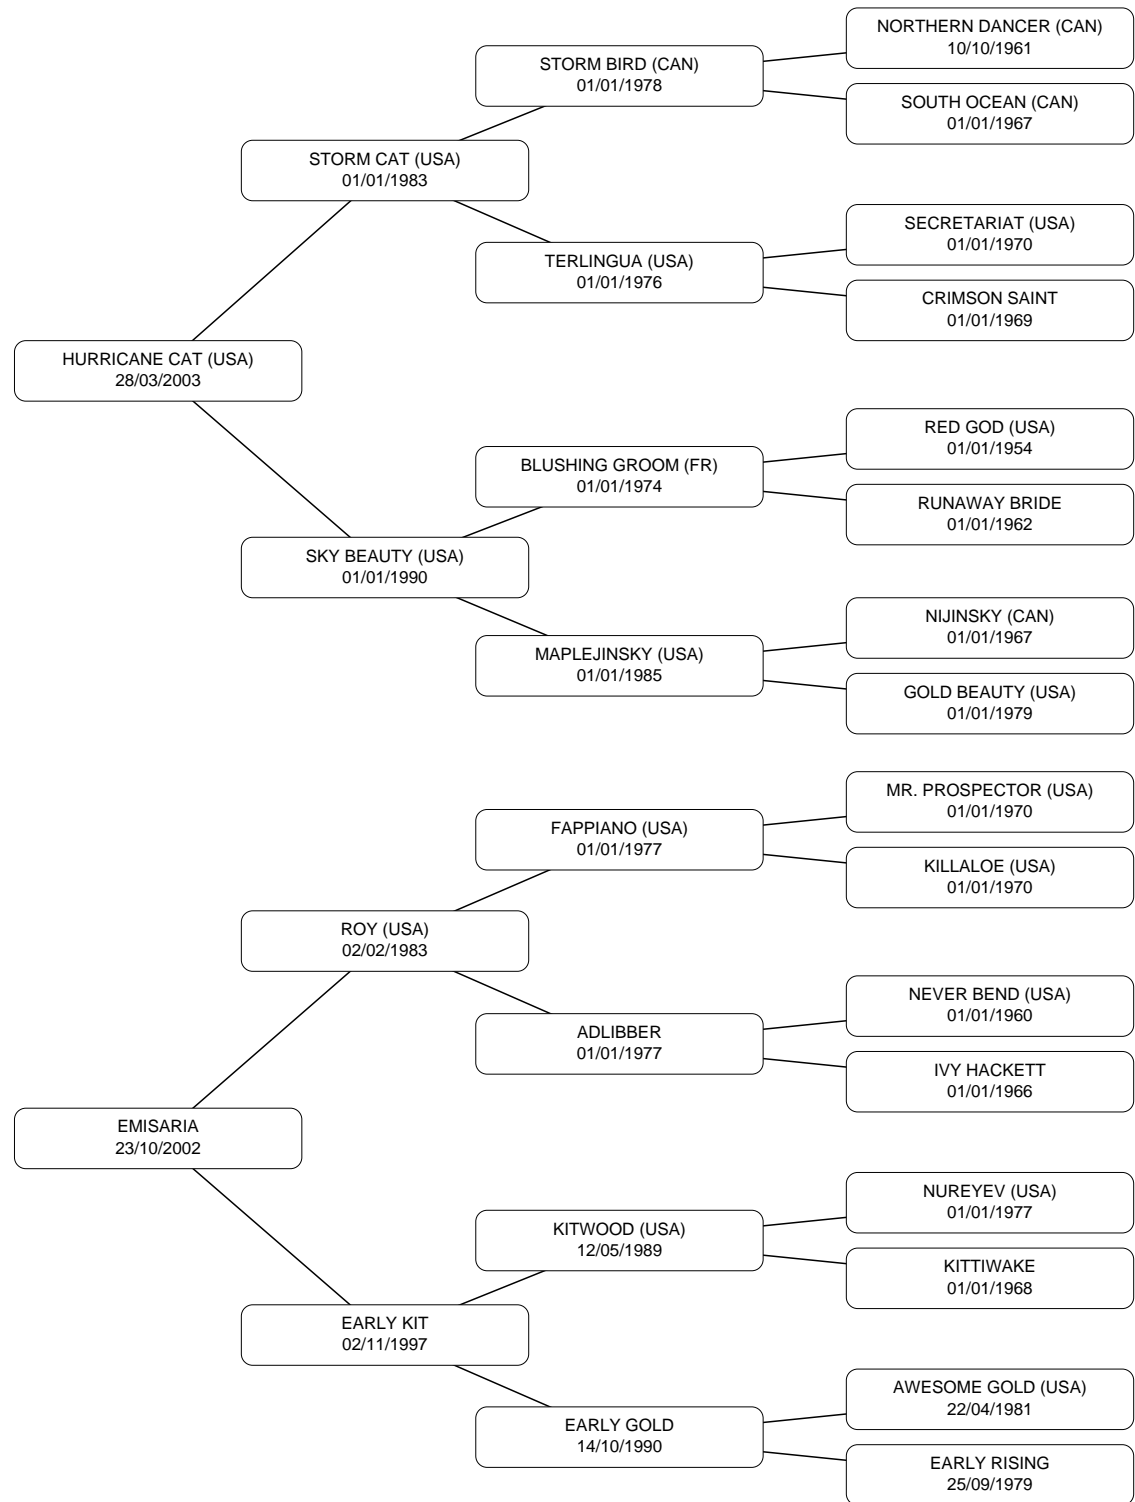 NORTHERN DANCER (CAN)
10/10/1961
STORM BIRD (CAN)
01/01/1978
SOUTH OCEAN (CAN)
01/01/1967
STORM CAT (USA)
01/01/1983
SECRETARIAT (USA)
01/01/1970
TERLINGUA (USA)
01/01/1976
CRIMSON SAINT
01/01/1969
HURRICANE CAT (USA)
28/03/2003
RED GOD (USA)
01/01/1954
BLUSHING GROOM (FR)
01/01/1974
RUNAWAY BRIDE
01/01/1962
SKY BEAUTY (USA)
01/01/1990
NIJINSKY (CAN)
01/01/1967
MAPLEJINSKY (USA)
01/01/1985
GOLD BEAUTY (USA)
01/01/1979
MR. PROSPECTOR (USA)
01/01/1970
FAPPIANO (USA)
01/01/1977
KILLALOE (USA)
01/01/1970
ROY (USA)
02/02/1983
NEVER BEND (USA)
01/01/1960
ADLIBBER
01/01/1977
IVY HACKETT
01/01/1966
EMISARIA
23/10/2002
NUREYEV (USA)
01/01/1977
KITWOOD (USA)
12/05/1989
KITTIWAKE
01/01/1968
EARLY KIT
02/11/1997
AWESOME GOLD (USA)
22/04/1981
EARLY GOLD
14/10/1990
EARLY RISING
25/09/1979